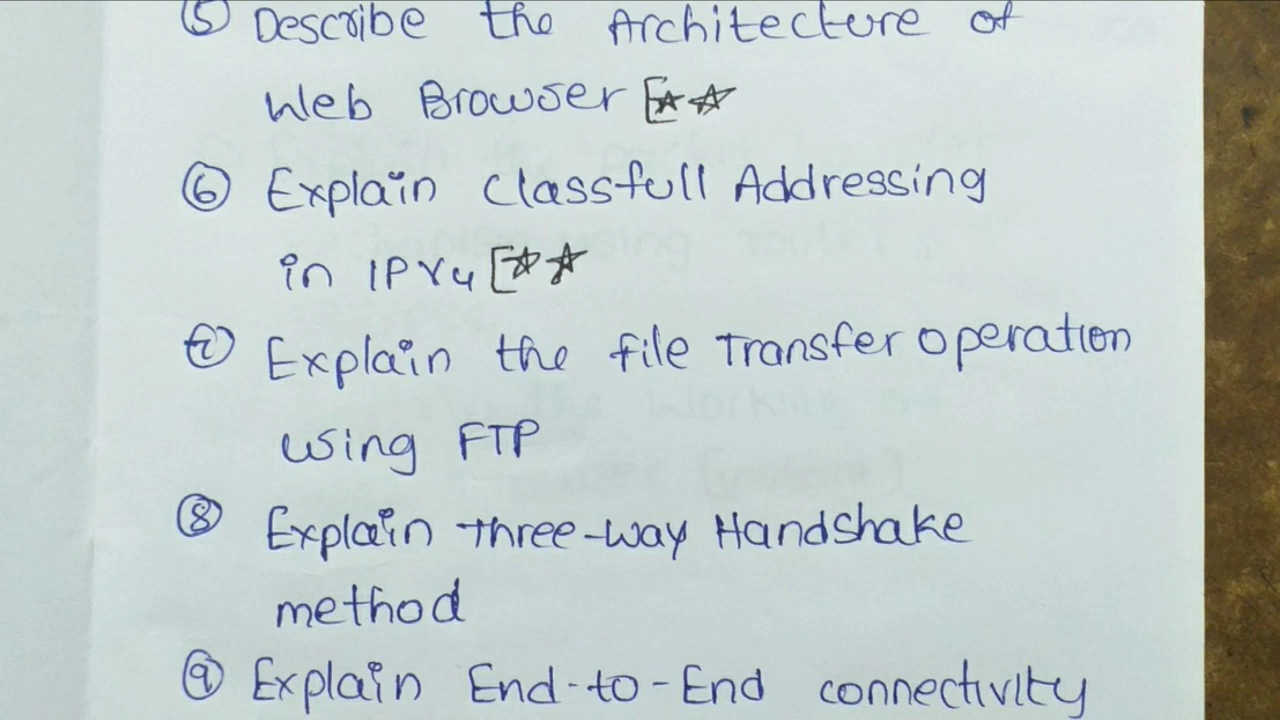 ⑤ Describe the Architecture of
Web Browser [☆☆
⑥ Explain Classfull Addressing
in IPV4 [☆☆
⑦ Explain the file Transfer operation
using FTP
⑧ Explain three-way Handshake
method
⑨ Explain End-to-End connectivity